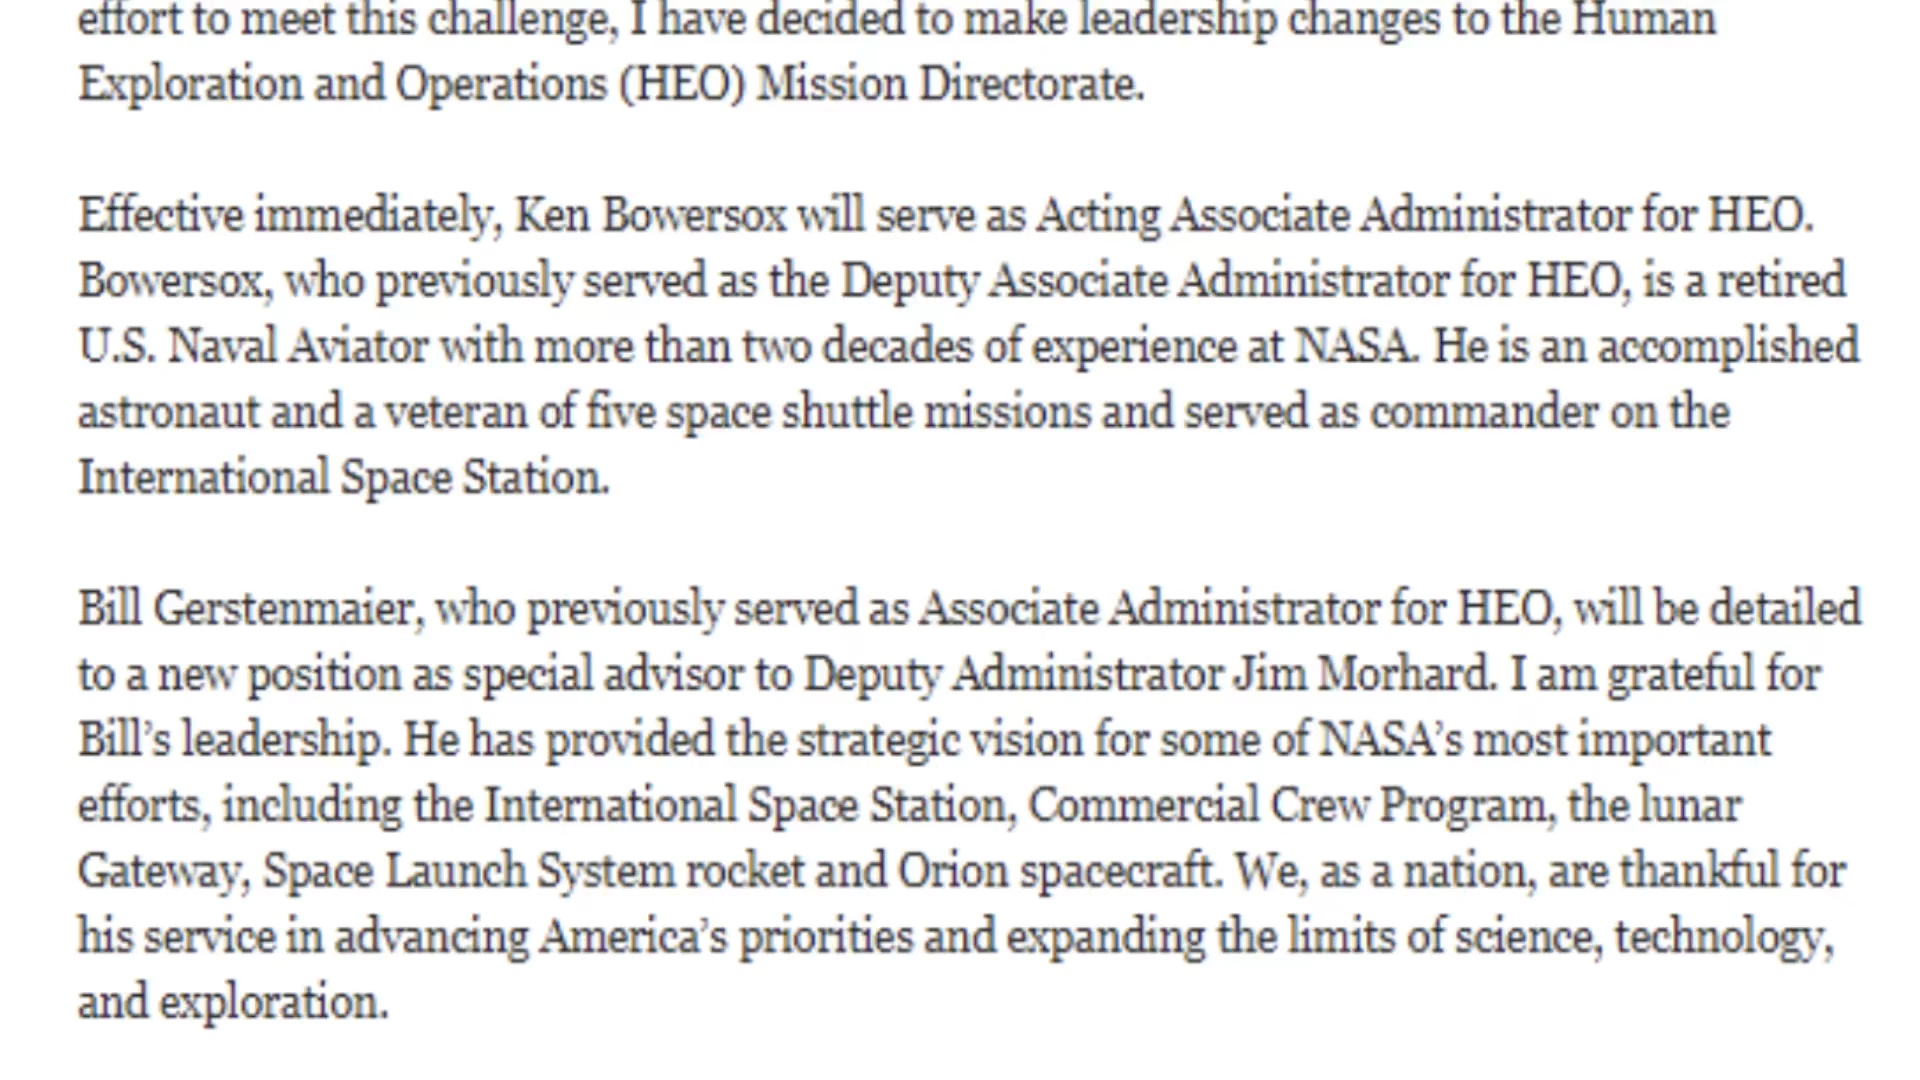 effort to meet this challenge, I have decided to make leadership changes to the Human
Exploration and Operations (HEO) Mission Directorate.
Effective immediately, Ken Bowersox will serve as Acting Associate Administrator for HEO.
Bowersox, who previously served as the Deputy Associate Administrator for HEO, is a retired
U.S. Naval Aviator with more than two decades of experience at NASA. He is an accomplished
astronaut and a veteran of five space shuttle missions and served as commander on the
International Space Station.
Bill Gerstenmaier, who previously served as Associate Administrator for HEO, will be detailed
to a new position as special advisor to Deputy Administrator Jim Morhard. I am grateful for
Bill’s leadership. He has provided the strategic vision for some of NASA’s most important
efforts, including the International Space Station, Commercial Crew Program, the lunar
Gateway, Space Launch System rocket and Orion spacecraft. We, as a nation, are thankful for
his service in advancing America’s priorities and expanding the limits of science, technology,
and exploration.